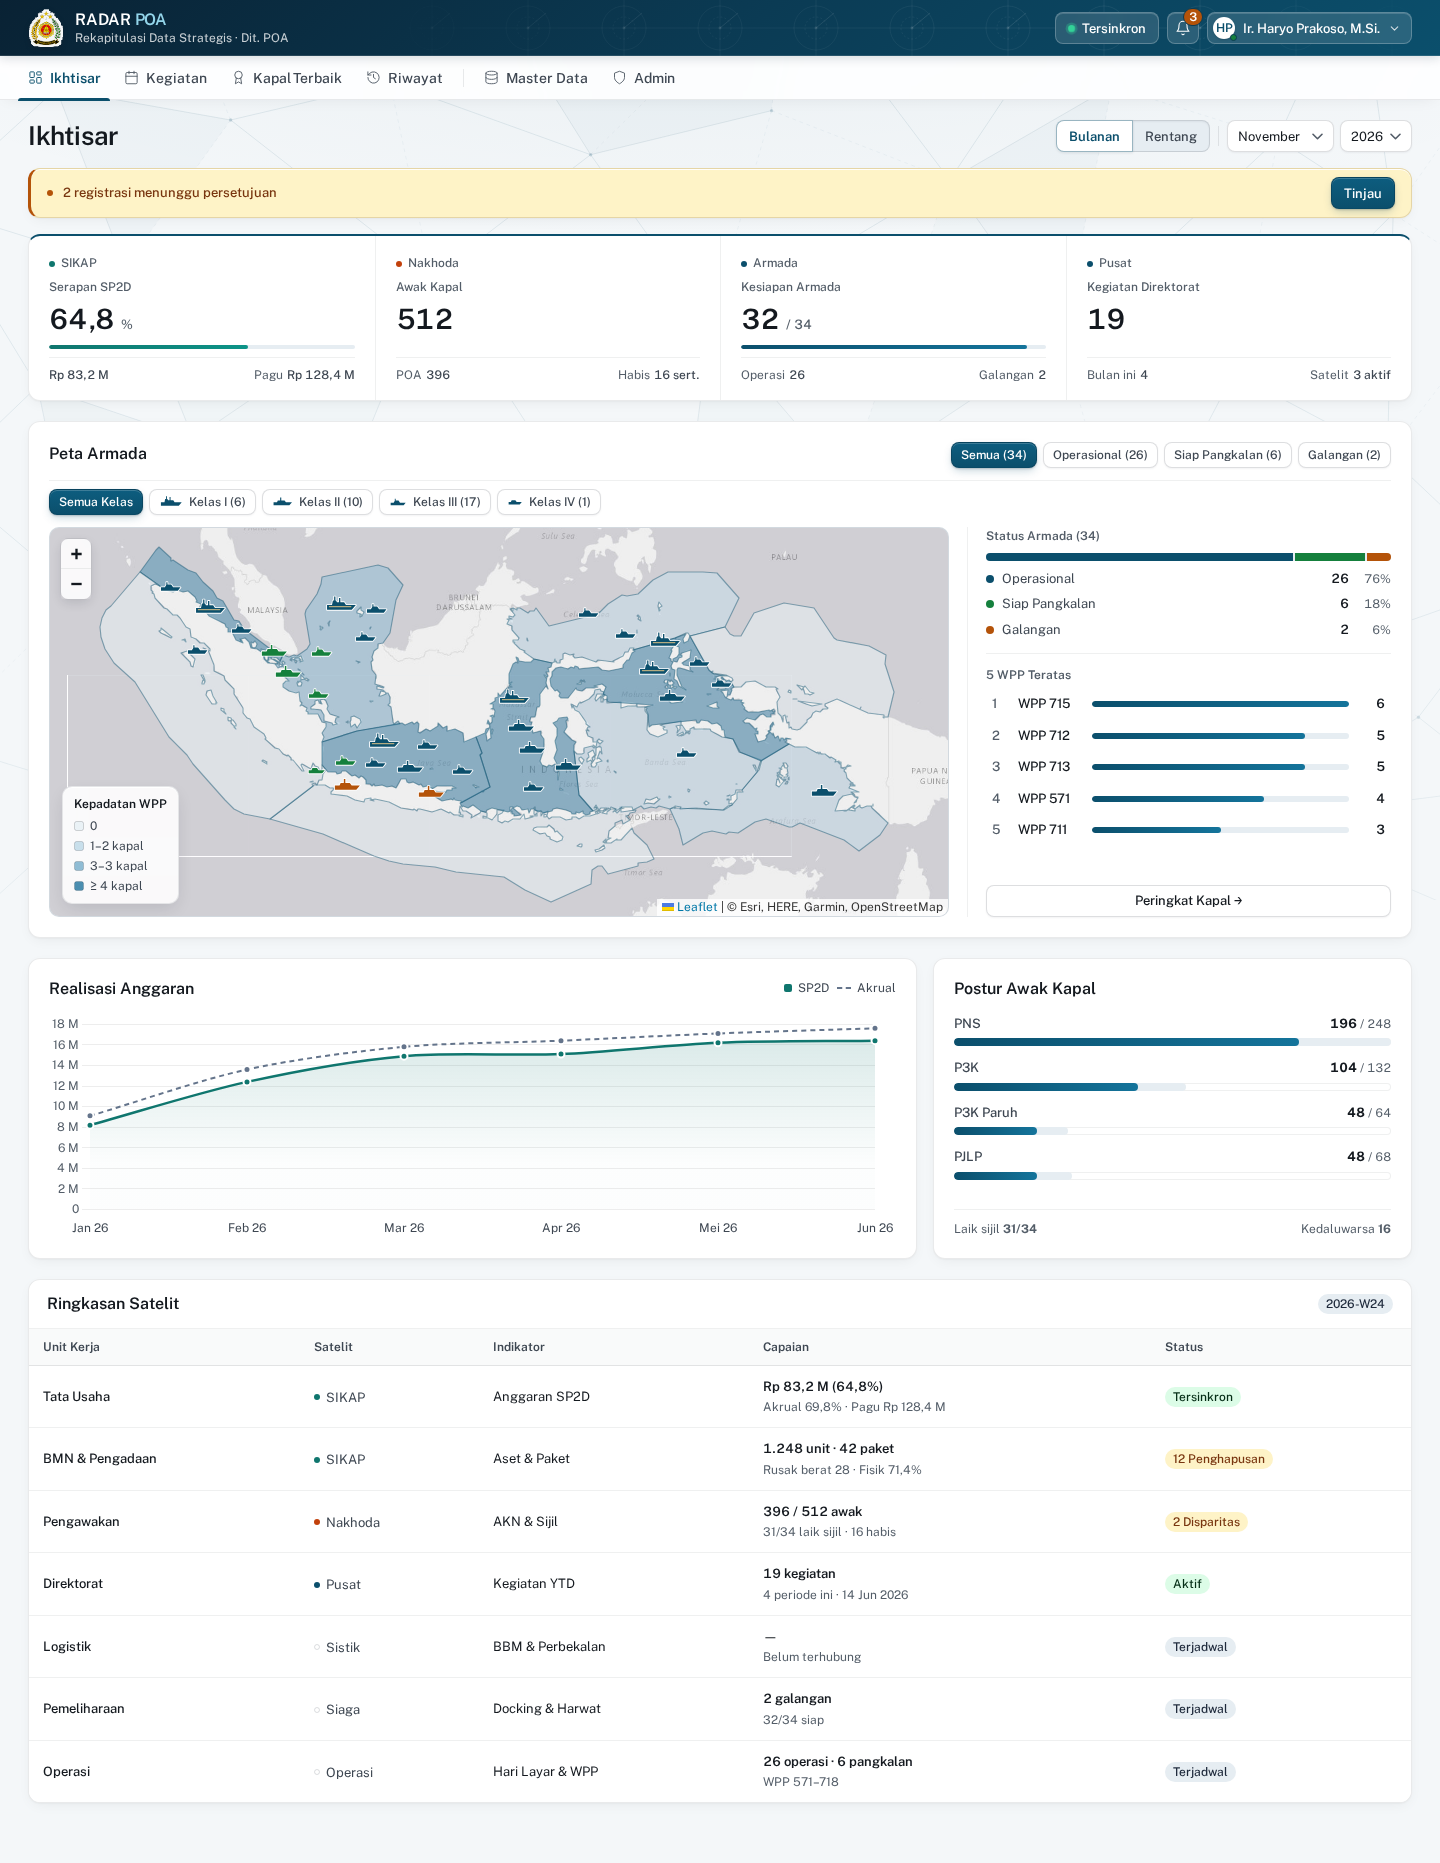 RADAR POA
Rekapitulasi Data Strategis · Dit. POA
Tersinkron
3
HP
Ir. Haryo Prakoso, M.Si.
Ikhtisar
Kegiatan
Kapal Terbaik
Riwayat
Master Data
Admin
Ikhtisar
Bulanan
Rentang
November
2026
2 registrasi menunggu persetujuan
Tinjau
SIKAP
Serapan SP2D
64,8 %
Rp 83,2 M
Pagu Rp 128,4 M
Nakhoda
Awak Kapal
512
POA 396
Habis 16 sert.
Armada
Kesiapan Armada
32 / 34
Operasi 26
Galangan 2
Pusat
Kegiatan Direktorat
19
Bulan ini 4
Satelit 3 aktif
Peta Armada
Semua (34)
Operasional (26)
Siap Pangkalan (6)
Galangan (2)
Semua Kelas
Kelas I (6)
Kelas II (10)
Kelas III (17)
Kelas IV (1)
+
−
Sulu Sea
PALAU
MALAYSIA
BRUNEI
DARUSSALAM
Banda Sea
INDONESIA
PAPUA N
GUINEA
Timor Sea
Kepadatan WPP
0
1–2 kapal
3–3 kapal
≥ 4 kapal
Leaflet | © Esri, HERE, Garmin, OpenStreetMap
Status Armada (34)
Operasional 26 76%
Siap Pangkalan 6 18%
Galangan 2 6%
5 WPP Teratas
1 WPP 715 6
2 WPP 712 5
3 WPP 713 5
4 WPP 571 4
5 WPP 711 3
Peringkat Kapal →
Realisasi Anggaran
SP2D
Akrual
18 M
16 M
14 M
12 M
10 M
8 M
6 M
4 M
2 M
0
Jan 26
Feb 26
Mar 26
Apr 26
Mei 26
Jun 26
Postur Awak Kapal
PNS 196 / 248
P3K 104 / 132
P3K Paruh 48 / 64
PJLP 48 / 68
Laik sijil 31/34
Kedaluwarsa 16
Ringkasan Satelit
2026-W24
Unit Kerja Satelit Indikator Capaian Status
Tata Usaha SIKAP Anggaran SP2D Rp 83,2 M (64,8%) Tersinkron
Akrual 69,8% · Pagu Rp 128,4 M
BMN & Pengadaan SIKAP Aset & Paket 1.248 unit · 42 paket 12 Penghapusan
Rusak berat 28 · Fisik 71,4%
Pengawakan Nakhoda AKN & Sijil 396 / 512 awak 2 Disparitas
31/34 laik sijil · 16 habis
Direktorat Pusat Kegiatan YTD 19 kegiatan Aktif
4 periode ini · 14 Jun 2026
Logistik Sistik BBM & Perbekalan — Terjadwal
Belum terhubung
Pemeliharaan Siaga Docking & Harwat 2 galangan Terjadwal
32/34 siap
Operasi Operasi Hari Layar & WPP 26 operasi · 6 pangkalan Terjadwal
WPP 571–718